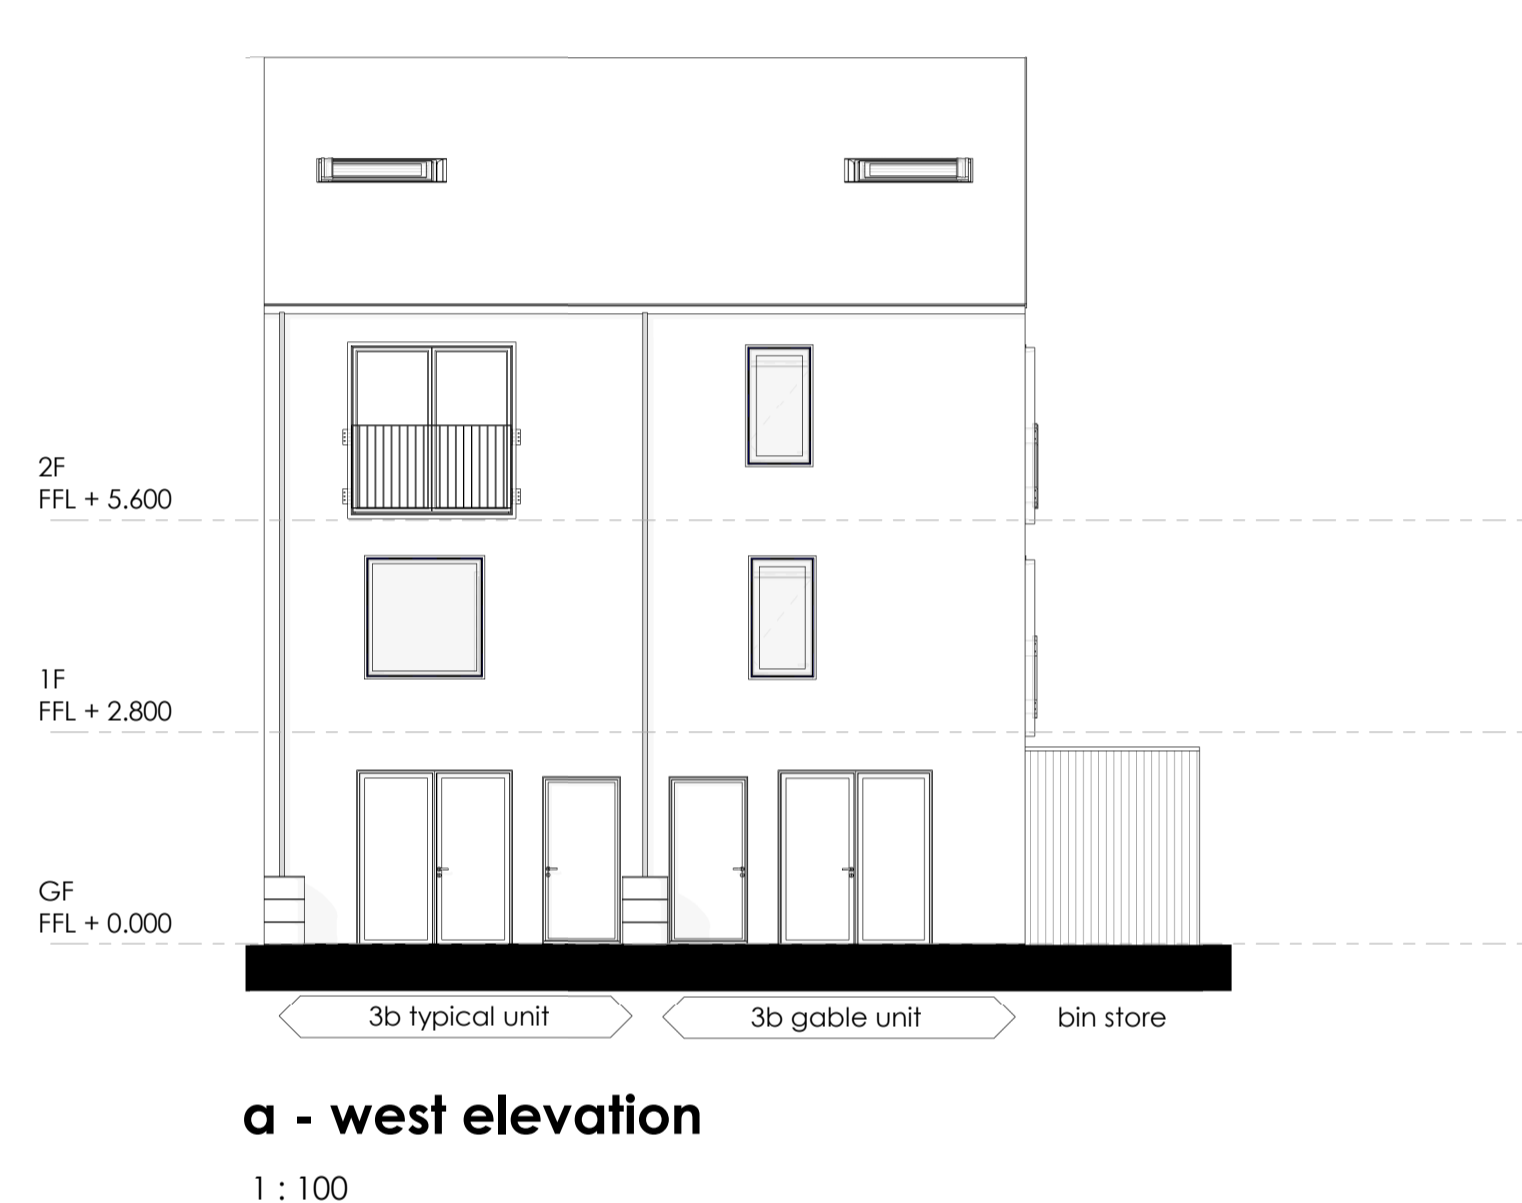 2F
FFL + 5.600
1F
FFL + 2.800
GF
FFL + 0.000
3b typical unit
3b gable unit
bin store
a - west elevation
1 : 100